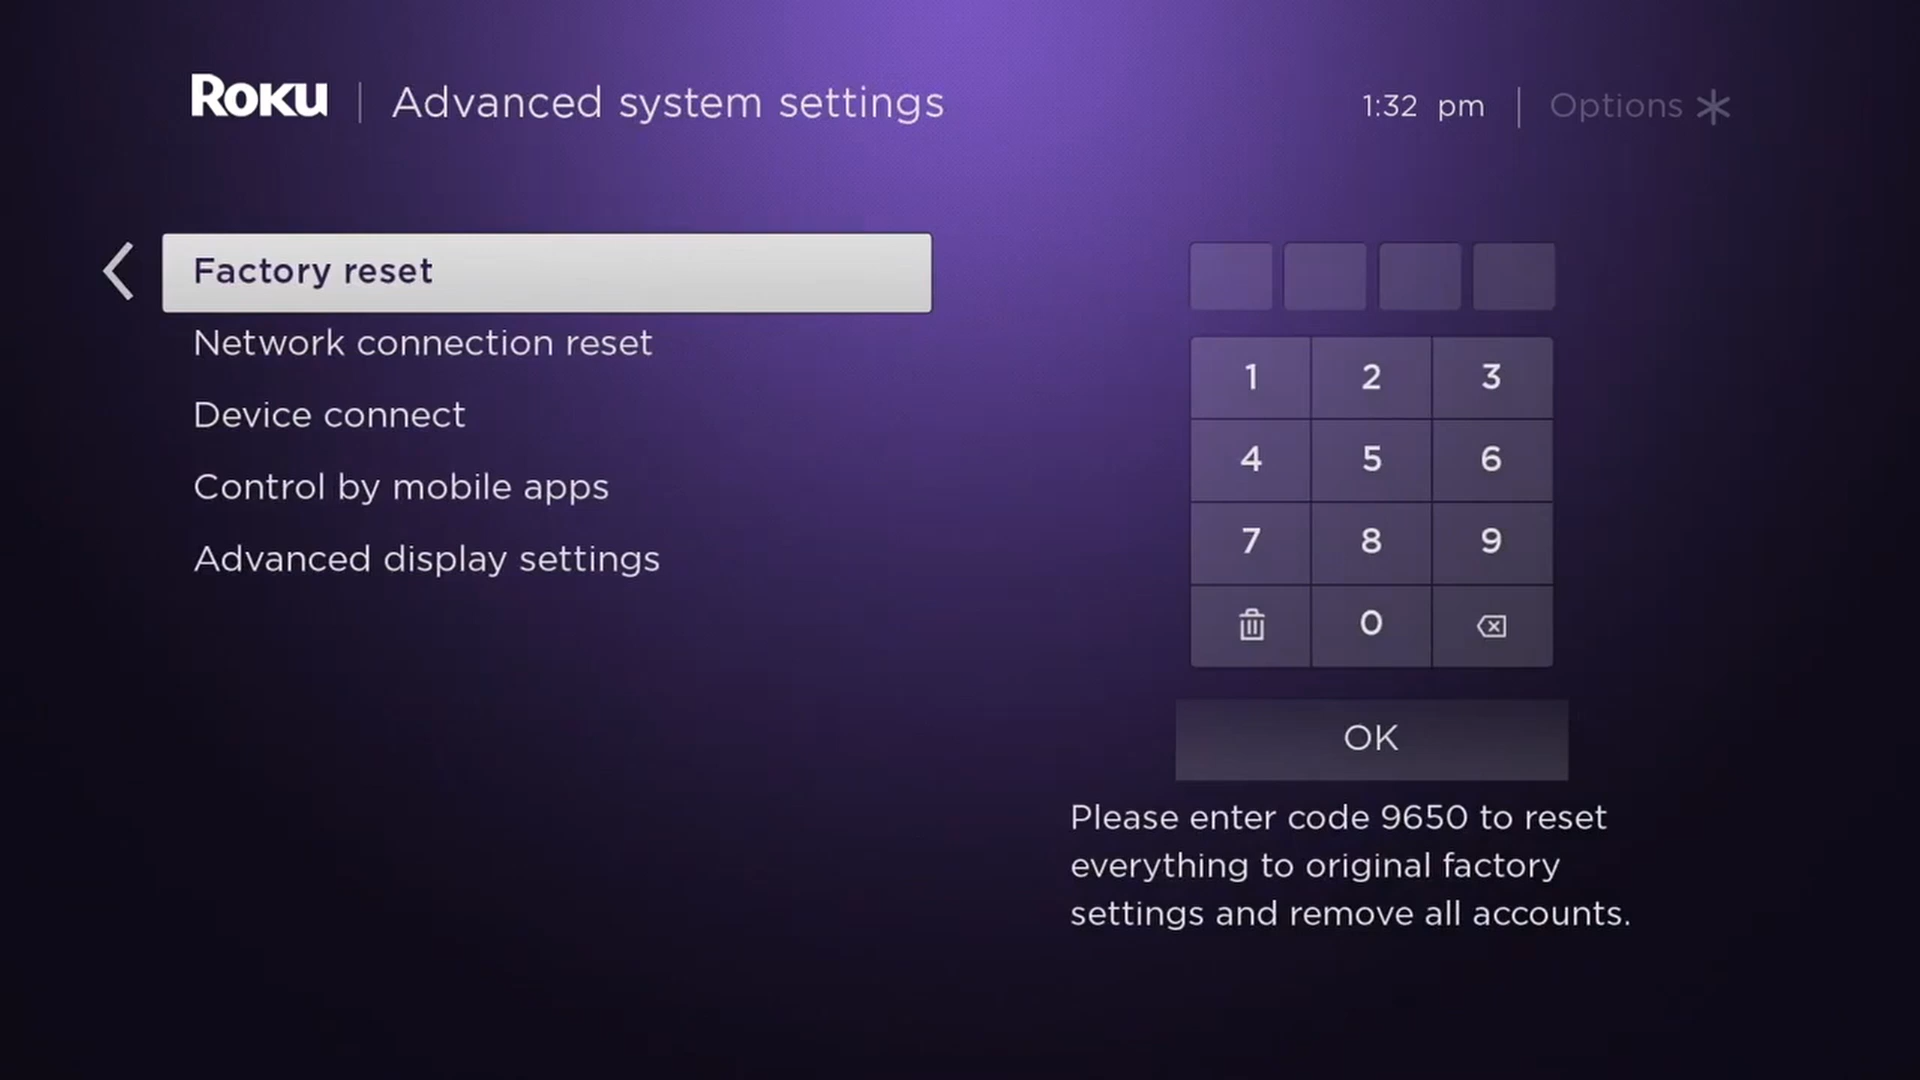 Roku | Advanced system settings
1:32 pm | Options *
Factory reset
Network connection reset
Device connect
Control by mobile apps
Advanced display settings
1 2 3
4 5 6
7 8 9
0
OK
Please enter code 9650 to reset
everything to original factory
settings and remove all accounts.